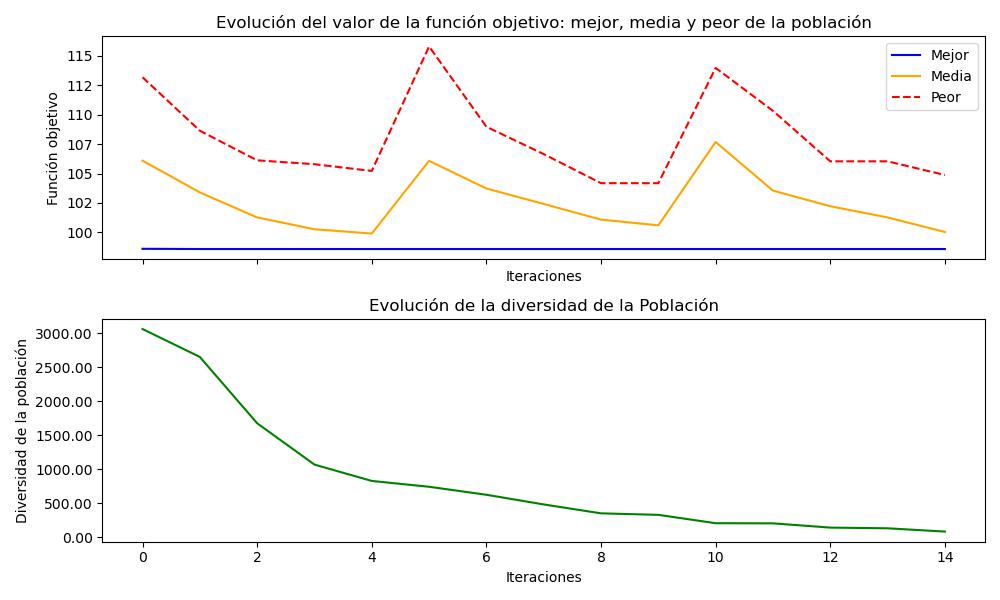 Evolución del valor de la función objetivo: mejor, media y peor de la población
Función objetivo
115
112
110
107
105
102
100
Mejor
Media
Peor
Iteraciones
Evolución de la diversidad de la Población
Diversidad de la población
3000.00
2500.00
2000.00
1500.00
1000.00
500.00
0.00
0 2 4 6 8 10 12 14
Iteraciones